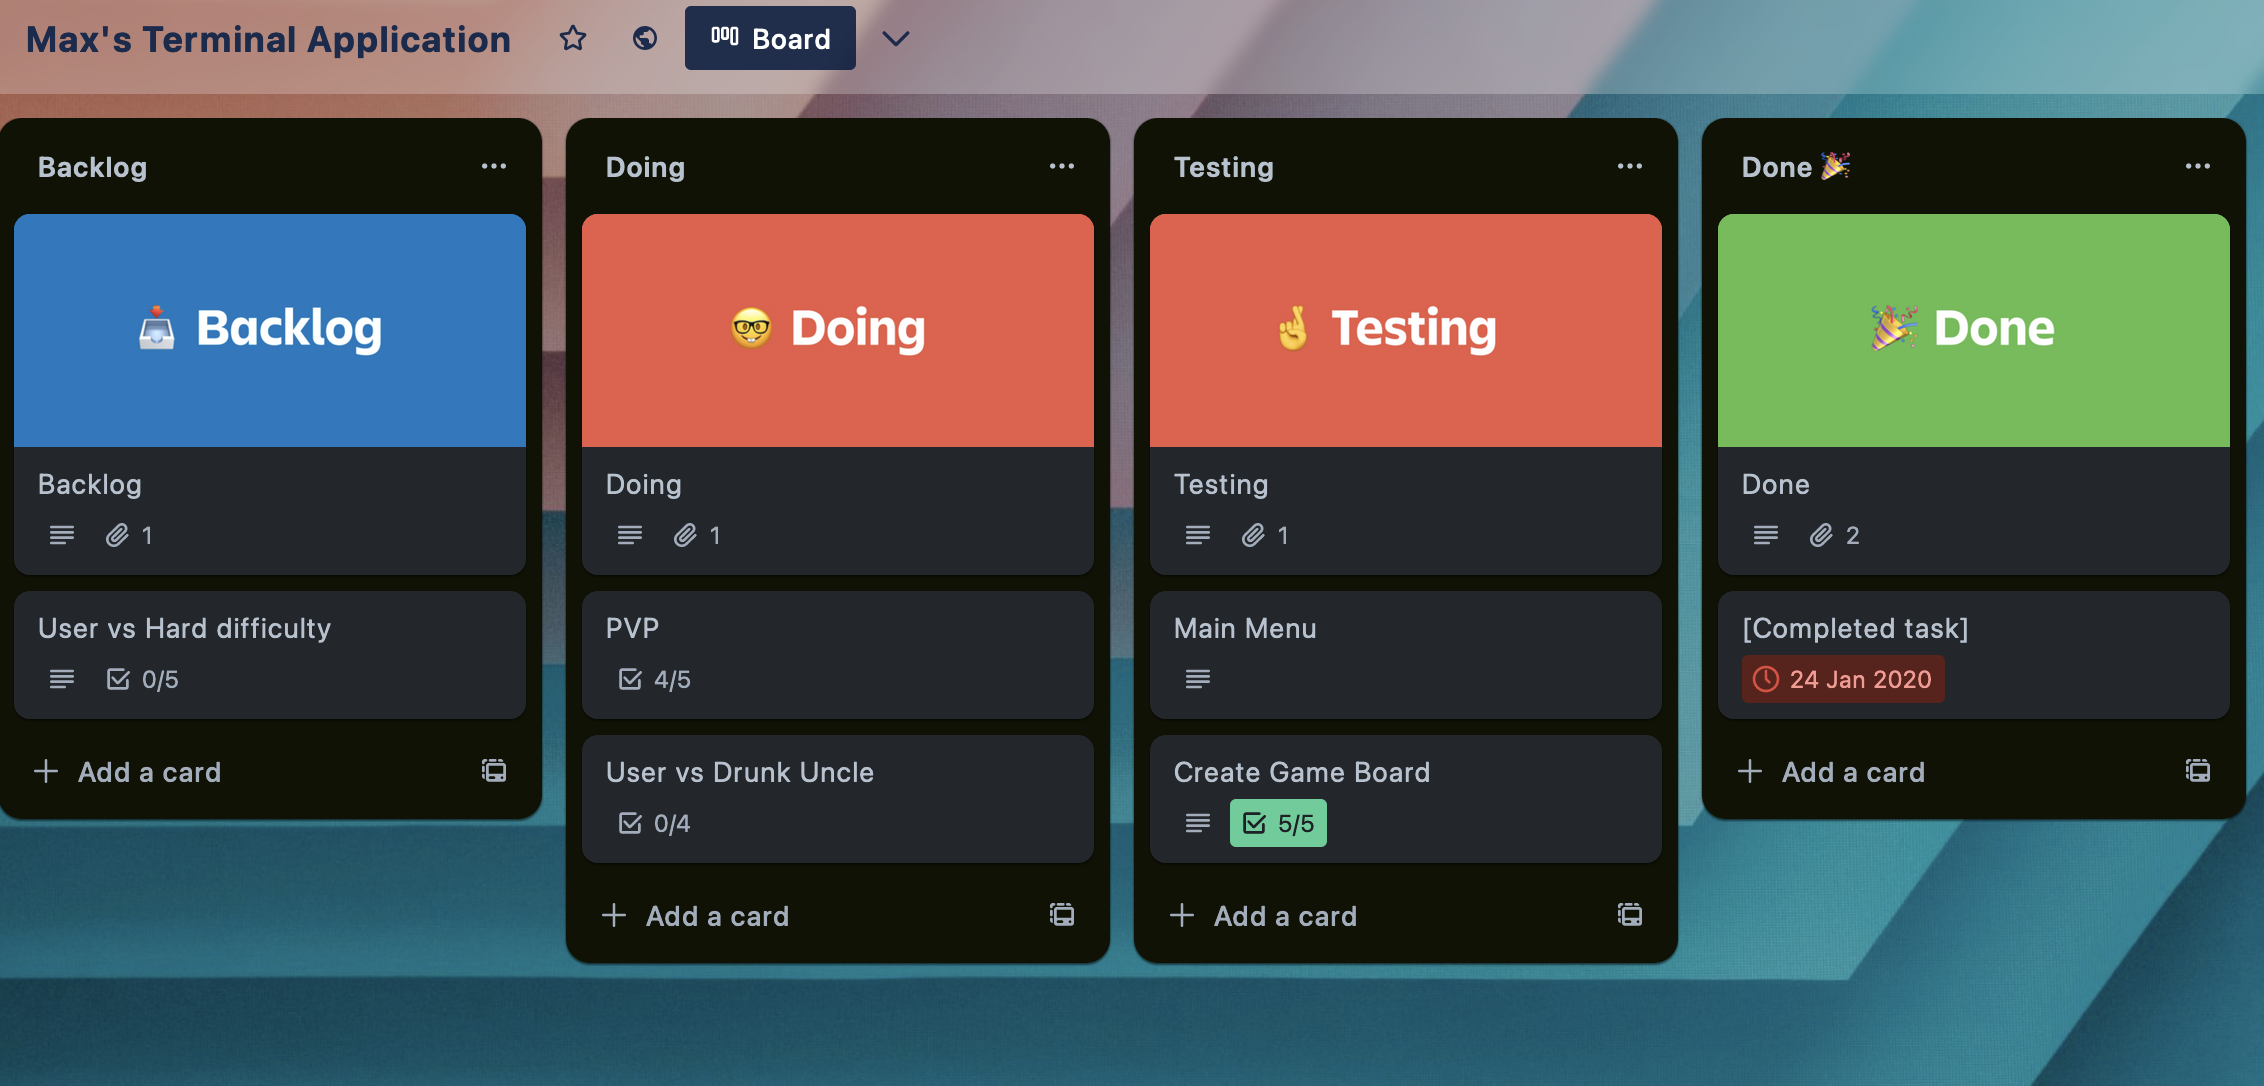 Max's Terminal Application
Board
Backlog
Backlog
Backlog
1
User vs Hard difficulty
0/5
Add a card
Doing
Doing
Doing
1
PVP
4/5
User vs Drunk Uncle
0/4
Add a card
Testing
Testing
Testing
1
Main Menu
Create Game Board
5/5
Add a card
Done
Done
Done
2
[Completed task]
24 Jan 2020
Add a card